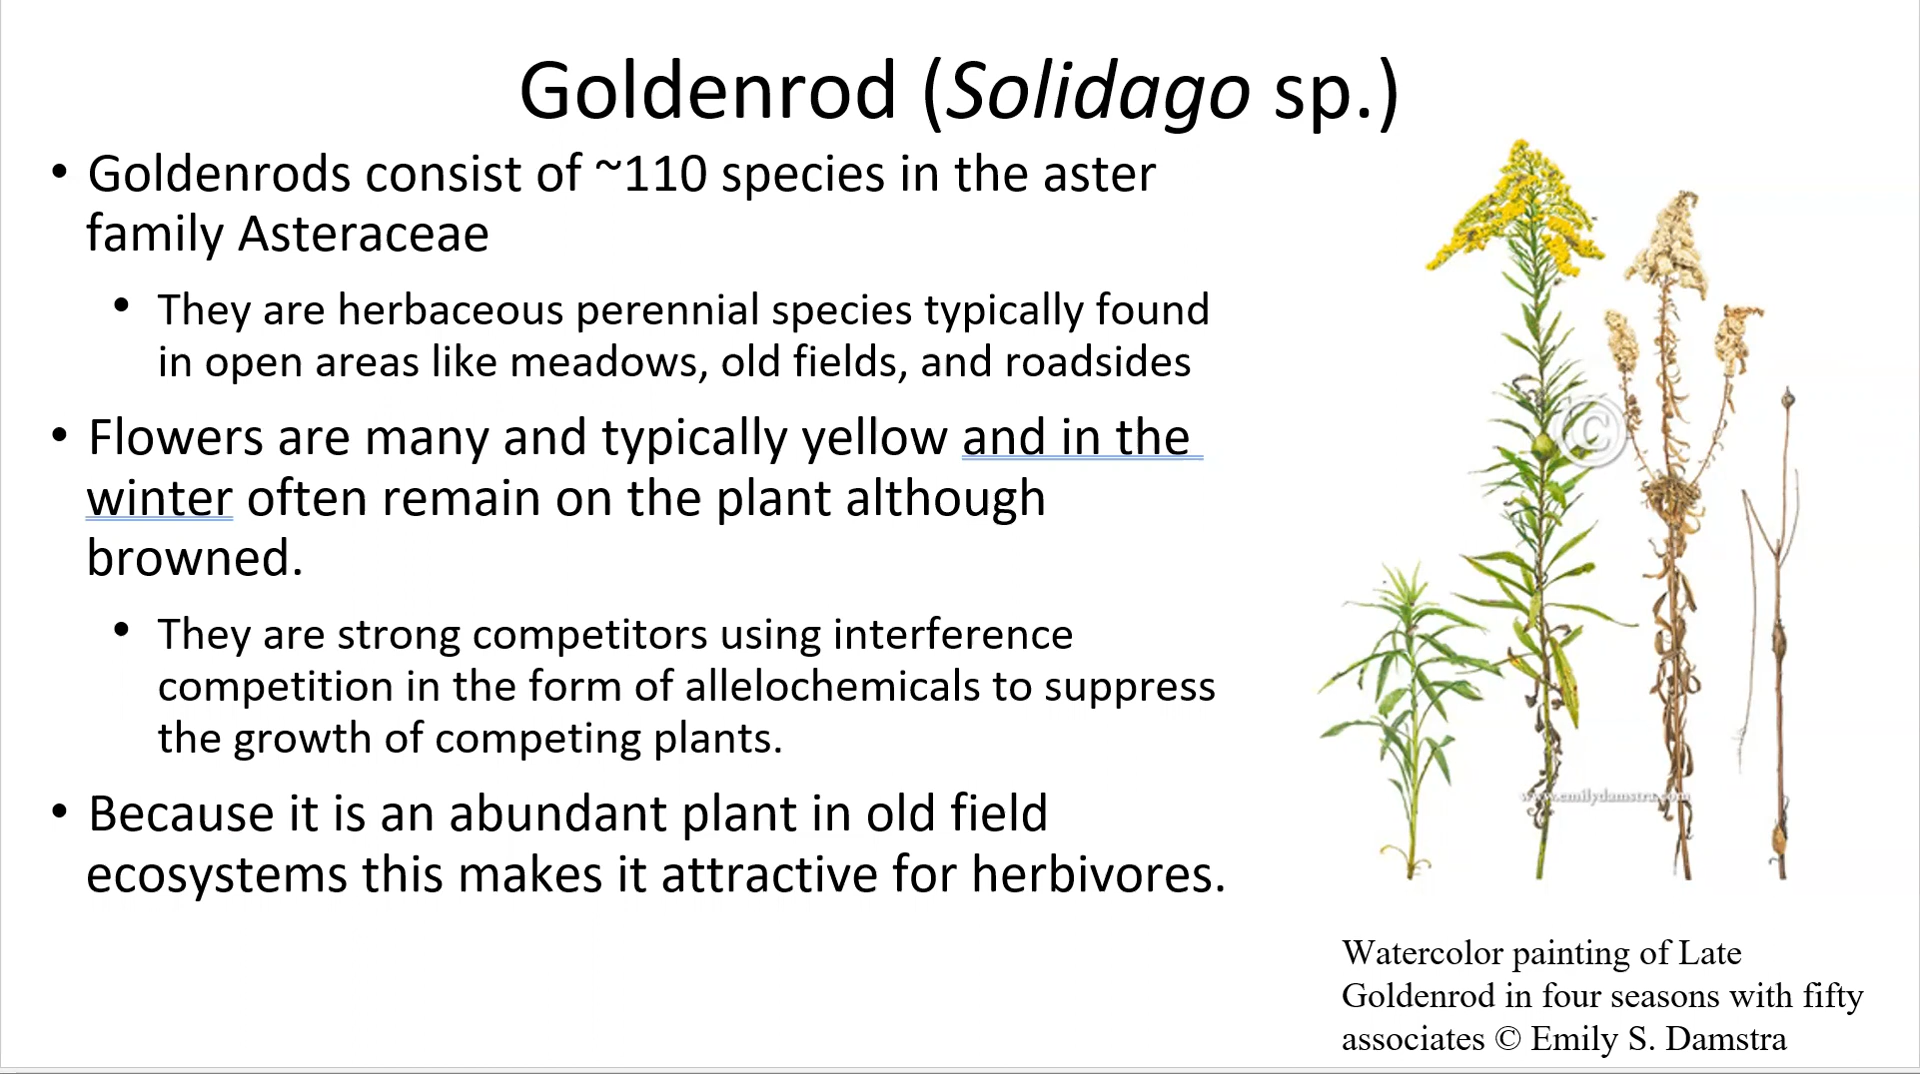 Goldenrod (Solidago sp.)
• Goldenrods consist of ~110 species in the aster
family Asteraceae
• They are herbaceous perennial species typically found
in open areas like meadows, old fields, and roadsides
• Flowers are many and typically yellow and in the
winter often remain on the plant although
browned.
• They are strong competitors using interference
competition in the form of allelochemicals to suppress
the growth of competing plants.
• Because it is an abundant plant in old field
ecosystems this makes it attractive for herbivores.
©
www.emilydamstra.com
Watercolor painting of Late
Goldenrod in four seasons with fifty
associates © Emily S. Damstra